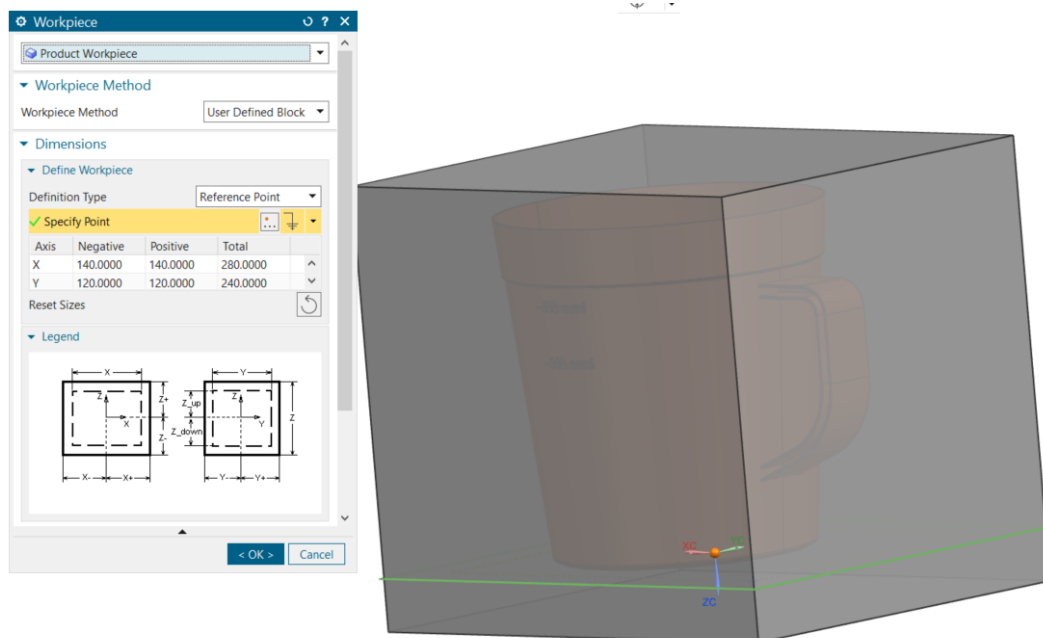 Workpiece
Product Workpiece
Workpiece Method
Workpiece Method User Defined Block
Dimensions
Define Workpiece
Definition Type Reference Point
Specify Point
Axis Negative Positive Total
X 140.0000 140.0000 280.0000
Y 120.0000 120.0000 240.0000
Reset Sizes
Legend
X Y
Z Z+ Z_up Z
X Z- Z_down Y Z
X- X+ Y- Y+
< OK > Cancel
XC YC
ZC